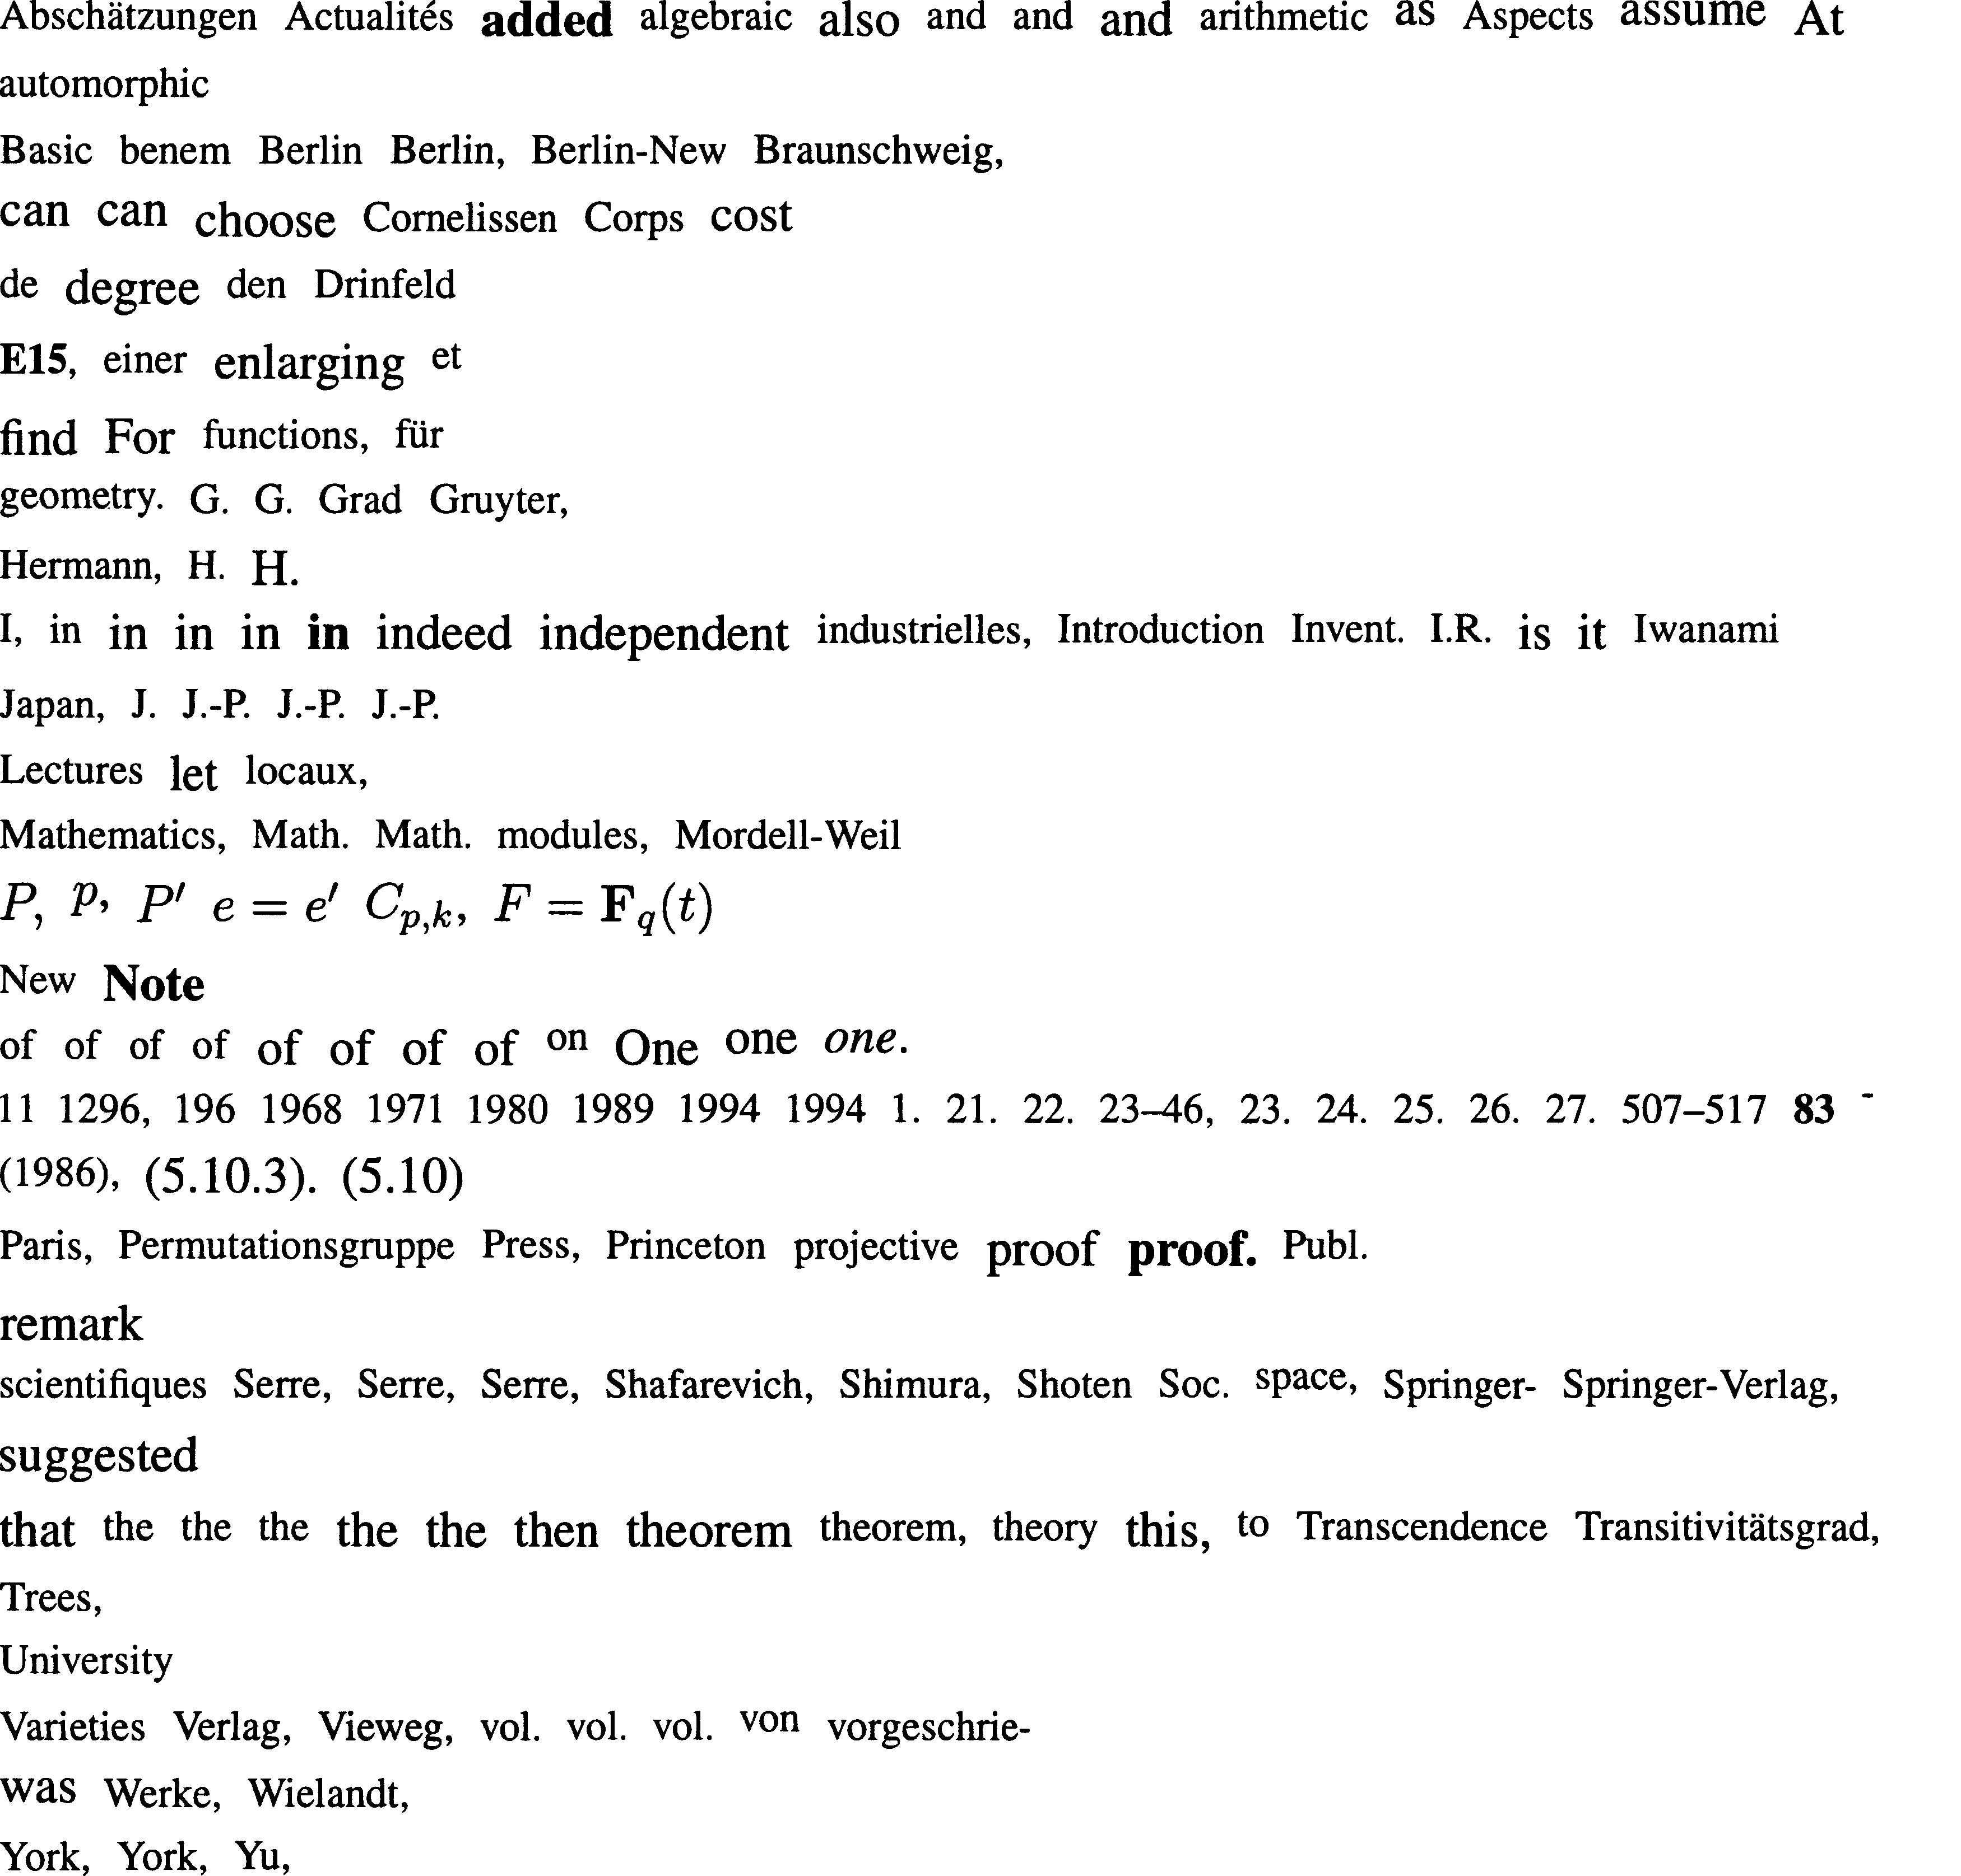 Abschätzungen Actualités added algebraic also and and and arithmetic as Aspects assume At
automorphic
Basic benem Berlin Berlin, Berlin-New Braunschweig,
can can choose Cornelissen Corps cost
de degree den Drinfeld
E15, einer enlarging et
find For functions, für
geometry. G. G. Grad Gruyter,
Hermann, H. H.
I, in in in in in indeed independent industrielles, Introduction Invent. I.R. is it Iwanami
Japan, J. J.-P. J.-P. J.-P.
Lectures let locaux,
Mathematics, Math. Math. modules, Mordell-Weil
P, p, P′ e = e′ C_{p,k}, F = F_q(t)
New Note
of of of of of of of of on One one one.
11 1296, 196 1968 1971 1980 1989 1994 1994 1. 21. 22. 23–46, 23. 24. 25. 26. 27. 507–517 83 -
(1986), (5.10.3). (5.10)
Paris, Permutationsgruppe Press, Princeton projective proof proof. Publ.
remark
scientifiques Serre, Serre, Serre, Shafarevich, Shimura, Shoten Soc. space, Springer- Springer-Verlag,
suggested
that the the the the the then theorem theorem, theory this, to Transcendence Transitivitätsgrad,
Trees,
University
Varieties Verlag, Vieweg, vol. vol. vol. von vorgeschrie-
was Werke, Wielandt,
York, York, Yu,